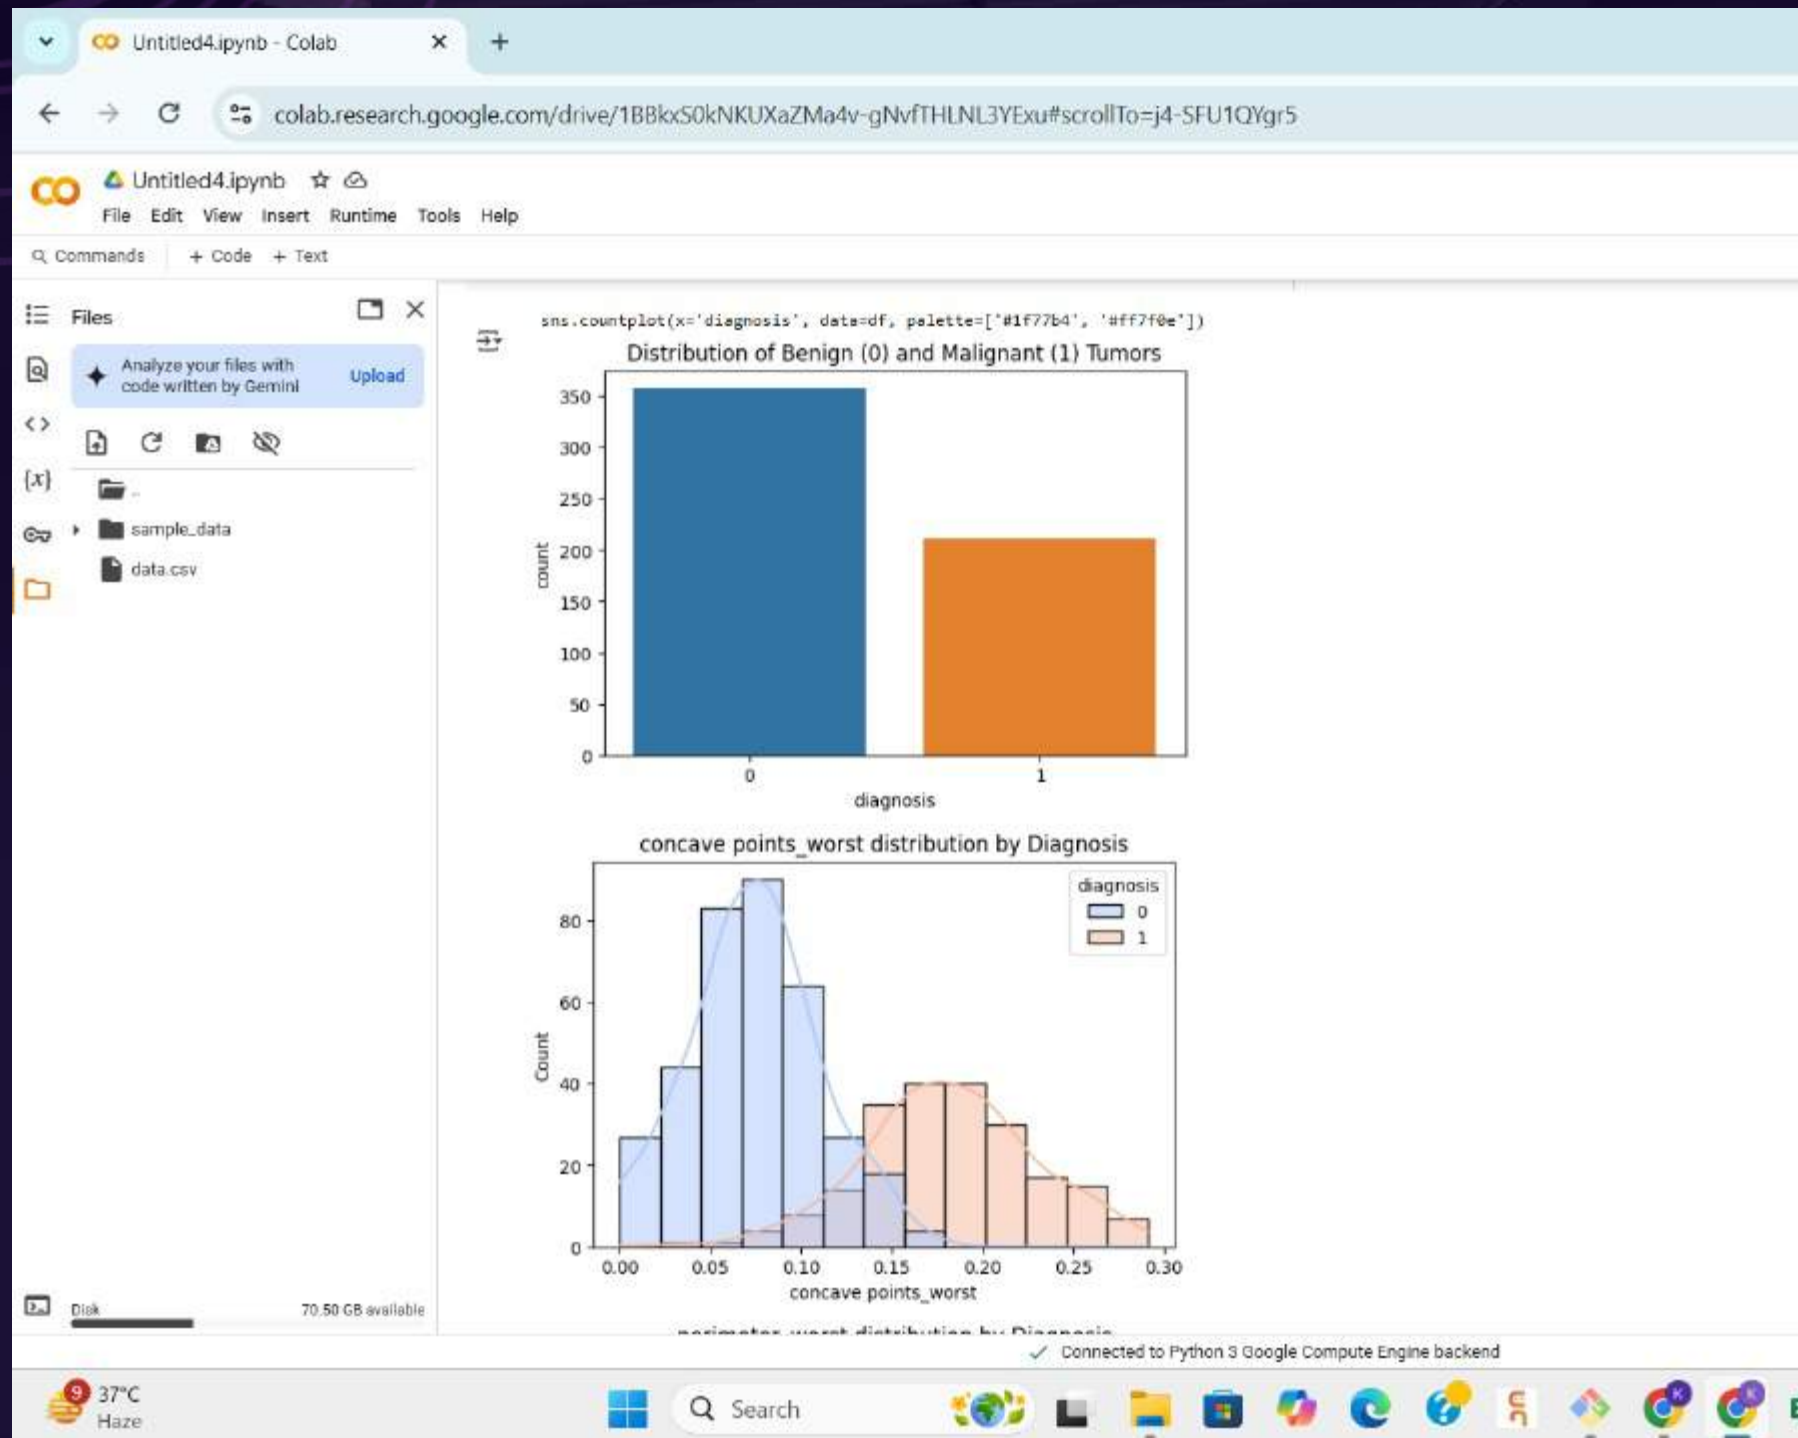 Untitled4.ipynb - Colab
colab.research.google.com/drive/1BBkxS0kNKUXaZMa4v-gNvfTHLNL3YExu#scrollTo=j4-SFU1QYgr5
Untitled4.ipynb
File Edit View Insert Runtime Tools Help
Commands + Code + Text
Files
Analyze your files with
code written by Gemini
Upload
{x}
..
sample_data
data.csv
Disk 70.50 GB available
sns.countplot(x='diagnosis', data=df, palette=['#1f77b4', '#ff7f0e'])
Distribution of Benign (0) and Malignant (1) Tumors
350
300
250
200
150
100
50
0
count
0 1
diagnosis
concave points_worst distribution by Diagnosis
diagnosis
0
1
80
60
40
20
0
Count
0.00 0.05 0.10 0.15 0.20 0.25 0.30
concave points_worst
perimeter_worst distribution by Diagnosis
Connected to Python 3 Google Compute Engine backend
9
37°C
Haze
Search
K
K